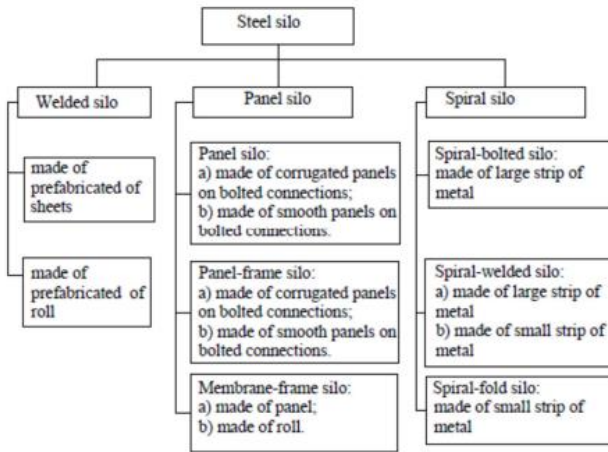 Steel silo
Welded silo
Panel silo
Spiral silo
made of
prefabricated of
sheets
made of
prefabricated of
roll
Panel silo:
a) made of corrugated panels
on bolted connections;
b) made of smooth panels on
bolted connections.
Panel-frame silo:
a) made of corrugated panels
on bolted connections;
b) made of smooth panels on
bolted connections.
Membrane-frame silo:
a) made of panel;
b) made of roll.
Spiral-bolted silo:
made of large strip of
metal
Spiral-welded silo:
a) made of large strip of
metal
b) made of small strip of
metal
Spiral-fold silo:
made of small strip of
metal